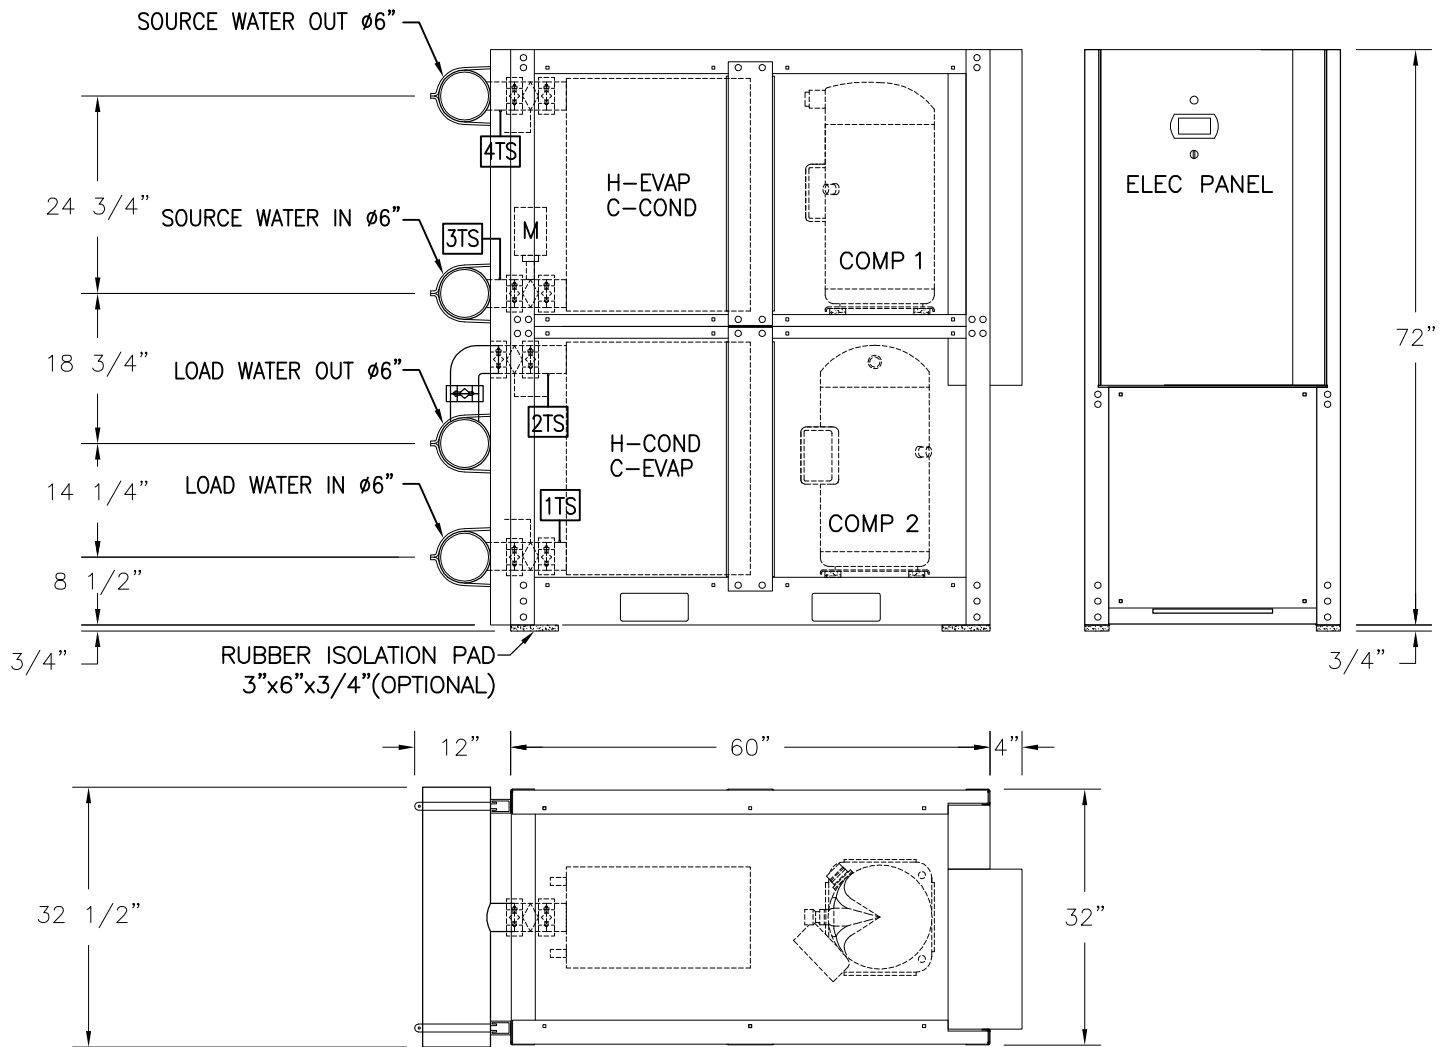 SOURCE WATER OUT ø6”
4TS
24 3/4”
H-EVAP
C-COND
SOURCE WATER IN ø6”
3TS
M
COMP 1
ELEC PANEL
72”
18 3/4”
LOAD WATER OUT ø6”
2TS
H-COND
C-EVAP
14 1/4”
LOAD WATER IN ø6”
1TS
COMP 2
8 1/2”
3/4”
RUBBER ISOLATION PAD
3”x6”x3/4”(OPTIONAL)
3/4”
12”
60”
4”
32 1/2”
32”